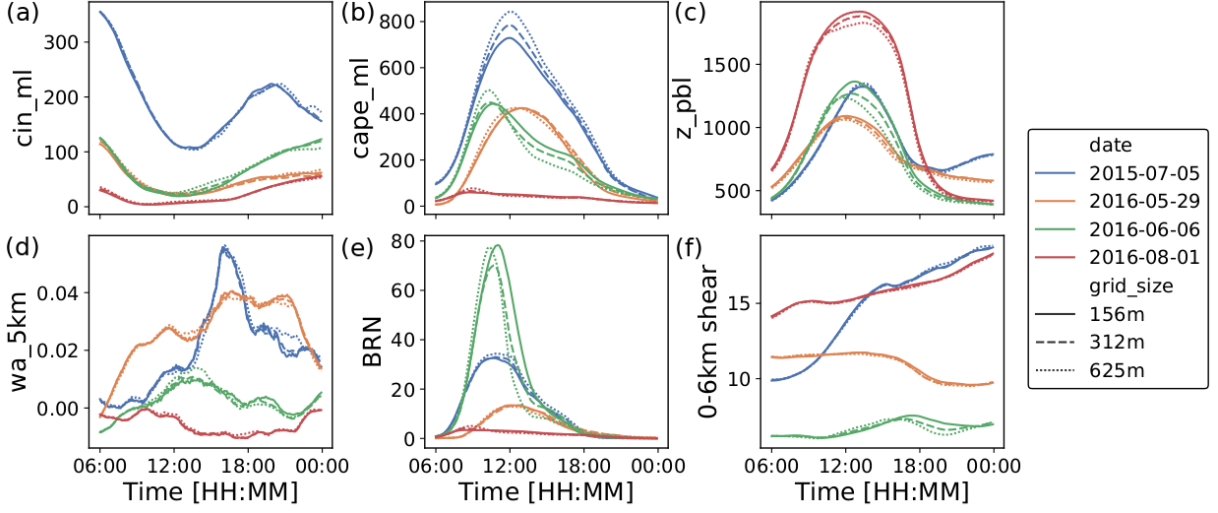 (a)
cin_ml
300
200
100
0
(b)
cape_ml
800
600
400
200
0
(c)
z_pbl
1500
1000
500
(d)
wa_5km
0.04
0.02
0.00
06:00 12:00 18:00 00:00
Time [HH:MM]
(e)
BRN
80
60
40
20
0
06:00 12:00 18:00 00:00
Time [HH:MM]
(f)
0-6km shear
15
10
06:00 12:00 18:00 00:00
Time [HH:MM]
date
2015-07-05
2016-05-29
2016-06-06
2016-08-01
grid_size
156m
312m
625m